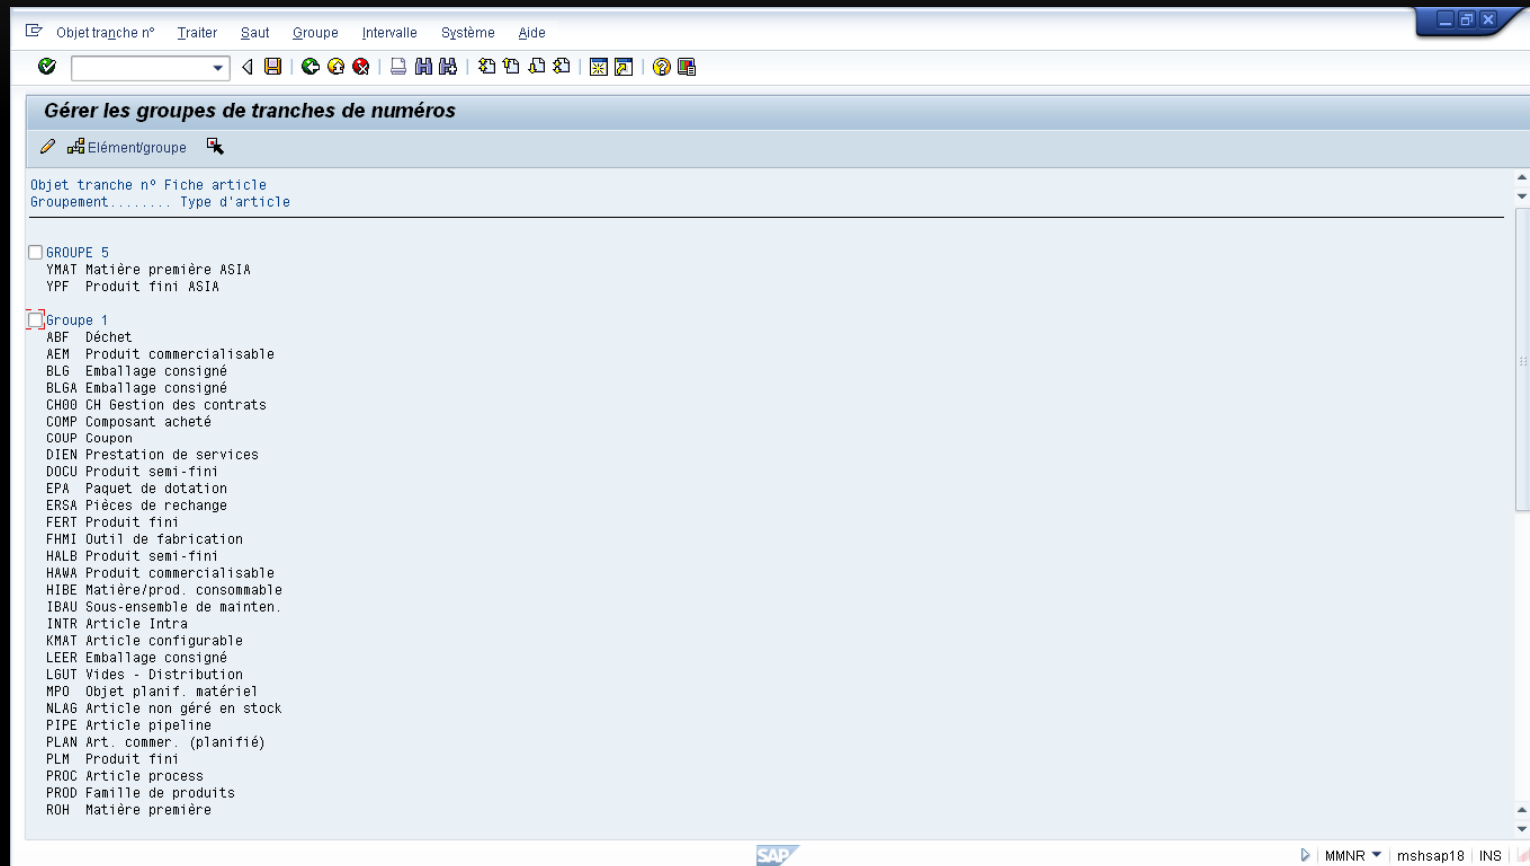 Objet tranche n° Traiter Saut Groupe Intervalle Système Aide
Gérer les groupes de tranches de numéros
Elément/groupe
Objet tranche n° Fiche article
Groupement........ Type d'article
GROUPE 5
YMAT Matière première ASIA
YPF Produit fini ASIA
Groupe 1
ABF Déchet
AEM Produit commercialisable
BLG Emballage consigné
BLGA Emballage consigné
CH00 CH Gestion des contrats
COMP Composant acheté
COUP Coupon
DIEN Prestation de services
DOCU Produit semi-fini
EPA Paquet de dotation
ERSA Pièces de rechange
FERT Produit fini
FHMI Outil de fabrication
HALB Produit semi-fini
HAWA Produit commercialisable
HIBE Matière/prod. consommable
IBAU Sous-ensemble de mainten.
INTR Article Intra
KMAT Article configurable
LEER Emballage consigné
LGUT Vides - Distribution
MPO Objet planif. matériel
NLAG Article non géré en stock
PIPE Article pipeline
PLAN Art. commer. (planifié)
PLM Produit fini
PROC Article process
PROD Famille de produits
ROH Matière première
SAP MMNR mshsap18 INS